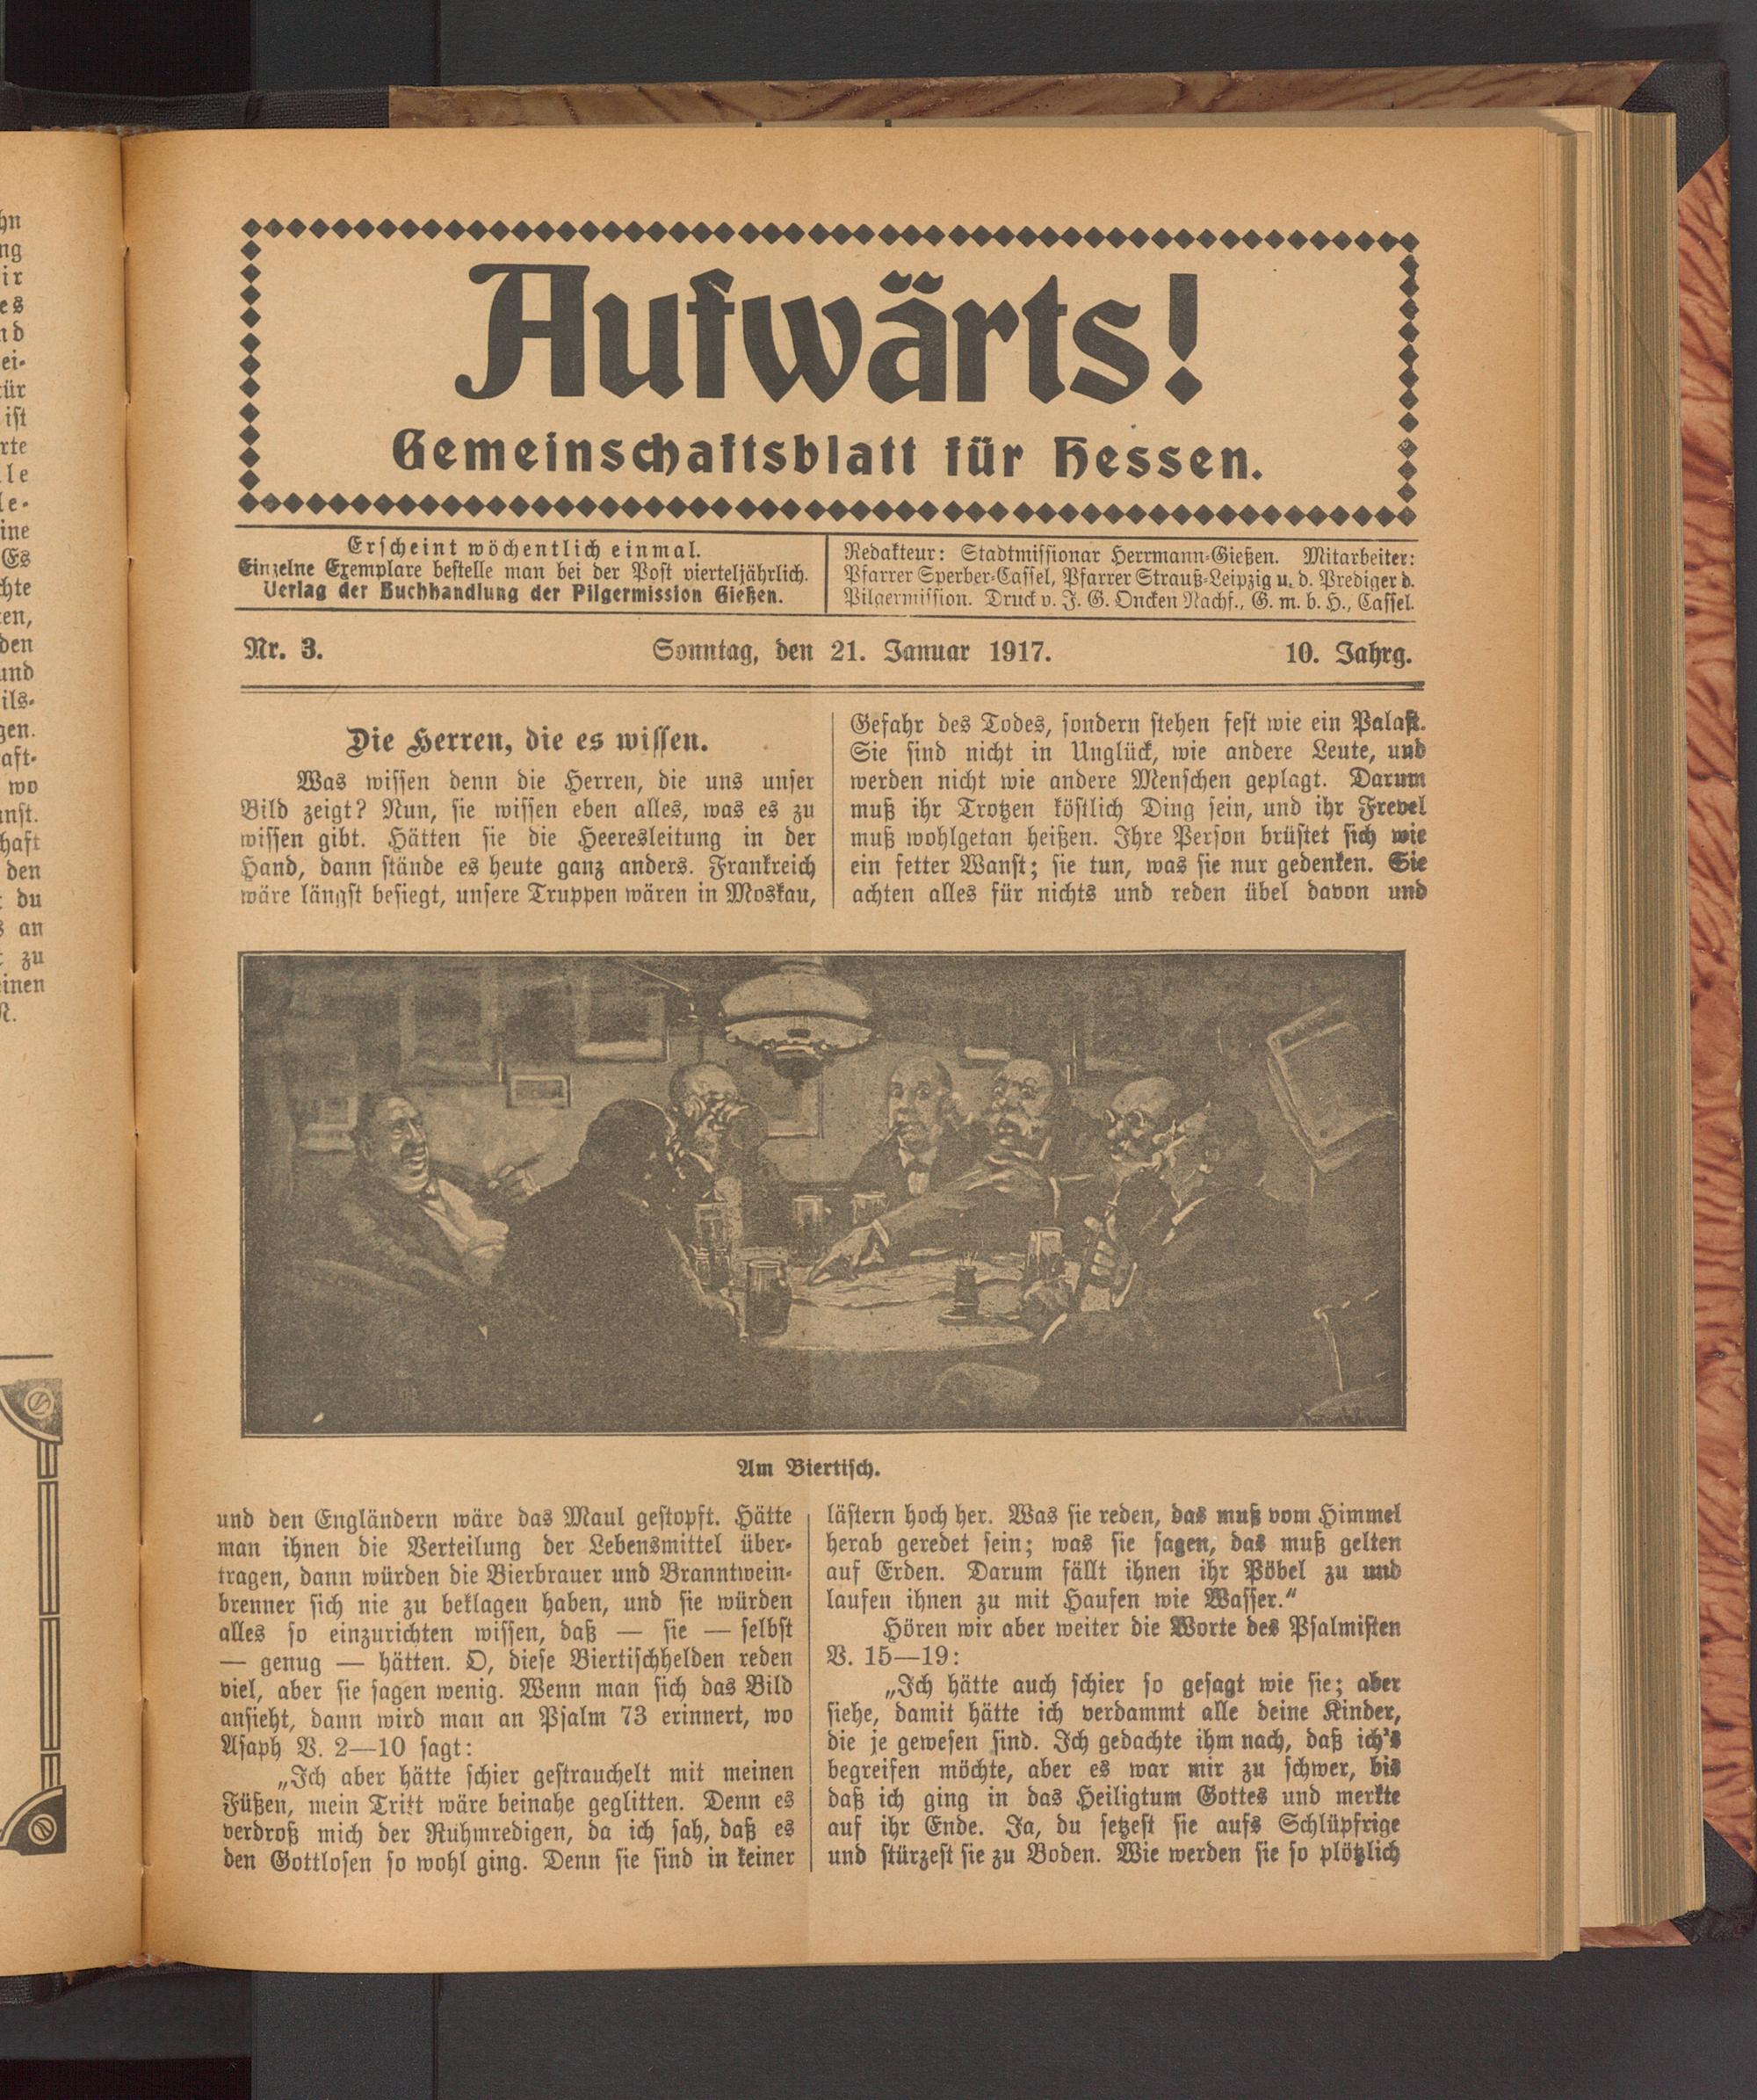 Aufwärts!
Gemeinschaftsblatt für Hessen.
Erscheint wöchentlich einmal.
Einzelne Exemplare bestelle man bei der Post vierteljährlich.
Verlag der Buchhandlung der Pilgermission Gießen.
Redakteur: Stadtmissionar Herrmann-Gießen. Mitarbeiter:
Pfarrer Sperber-Cassel, Pfarrer Strauß-Leipzig u. d. Prediger d.
Pilgermission. Druck v. J. G. Oncken Nachf., G. m. b. H., Cassel.
Nr. 3. Sonntag, den 21. Januar 1917. 10. Jahrg.
Die Herren, die es wissen.
Was wissen denn die Herren, die uns unser
Bild zeigt? Nun, sie wissen eben alles, was es zu
wissen gibt. Hätten sie die Heeresleitung in der
Hand, dann stände es heute ganz anders. Frankreich
wäre längst besiegt, unsere Truppen wären in Moskau,
Gefahr des Todes, sondern stehen fest wie ein Palast.
Sie sind nicht in Unglück, wie andere Leute, und
werden nicht wie andere Menschen geplagt. Darum
muß ihr Trotzen köstlich Ding sein, und ihr Frevel
muß wohlgetan heißen. Ihre Person brüstet sich wie
ein fetter Wanst; sie tun, was sie nur gedenken. Sie
achten alles für nichts und reden übel davon und
Am Biertisch.
und den Engländern wäre das Maul gestopft. Hätte
man ihnen die Verteilung der Lebensmittel über-
tragen, dann würden die Bierbrauer und Branntwein-
brenner sich nie zu beklagen haben, und sie würden
alles so einzurichten wissen, daß — sie — selbst
— genug — hätten. O, diese Biertischhelden reden
viel, aber sie sagen wenig. Wenn man sich das Bild
ansieht, dann wird man an Psalm 73 erinnert, wo
Asaph V. 2—10 sagt:
„Ich aber hätte schier gestrauchelt mit meinen
Füßen, mein Tritt wäre beinahe geglitten. Denn es
verdroß mich der Ruhmredigen, da ich sah, daß es
den Gottlosen so wohl ging. Denn sie sind in keiner
lästern hoch her. Was sie reden, das muß vom Himmel
herab geredet sein; was sie sagen, das muß gelten
auf Erden. Darum fällt ihnen ihr Pöbel zu und
laufen ihnen zu mit Haufen wie Wasser.“
Hören wir aber weiter die Worte des Psalmisten
V. 15—19:
„Ich hätte auch schier so gesagt wie sie; aber
siehe, damit hätte ich verdammt alle deine Kinder,
die je gewesen sind. Ich gedachte ihm nach, daß ich's
begreifen möchte, aber es war mir zu schwer, bis
daß ich ging in das Heiligtum Gottes und merkte
auf ihr Ende. Ja, du setzest sie aufs Schlüpfrige
und stürzest sie zu Boden. Wie werden sie so plötzlich